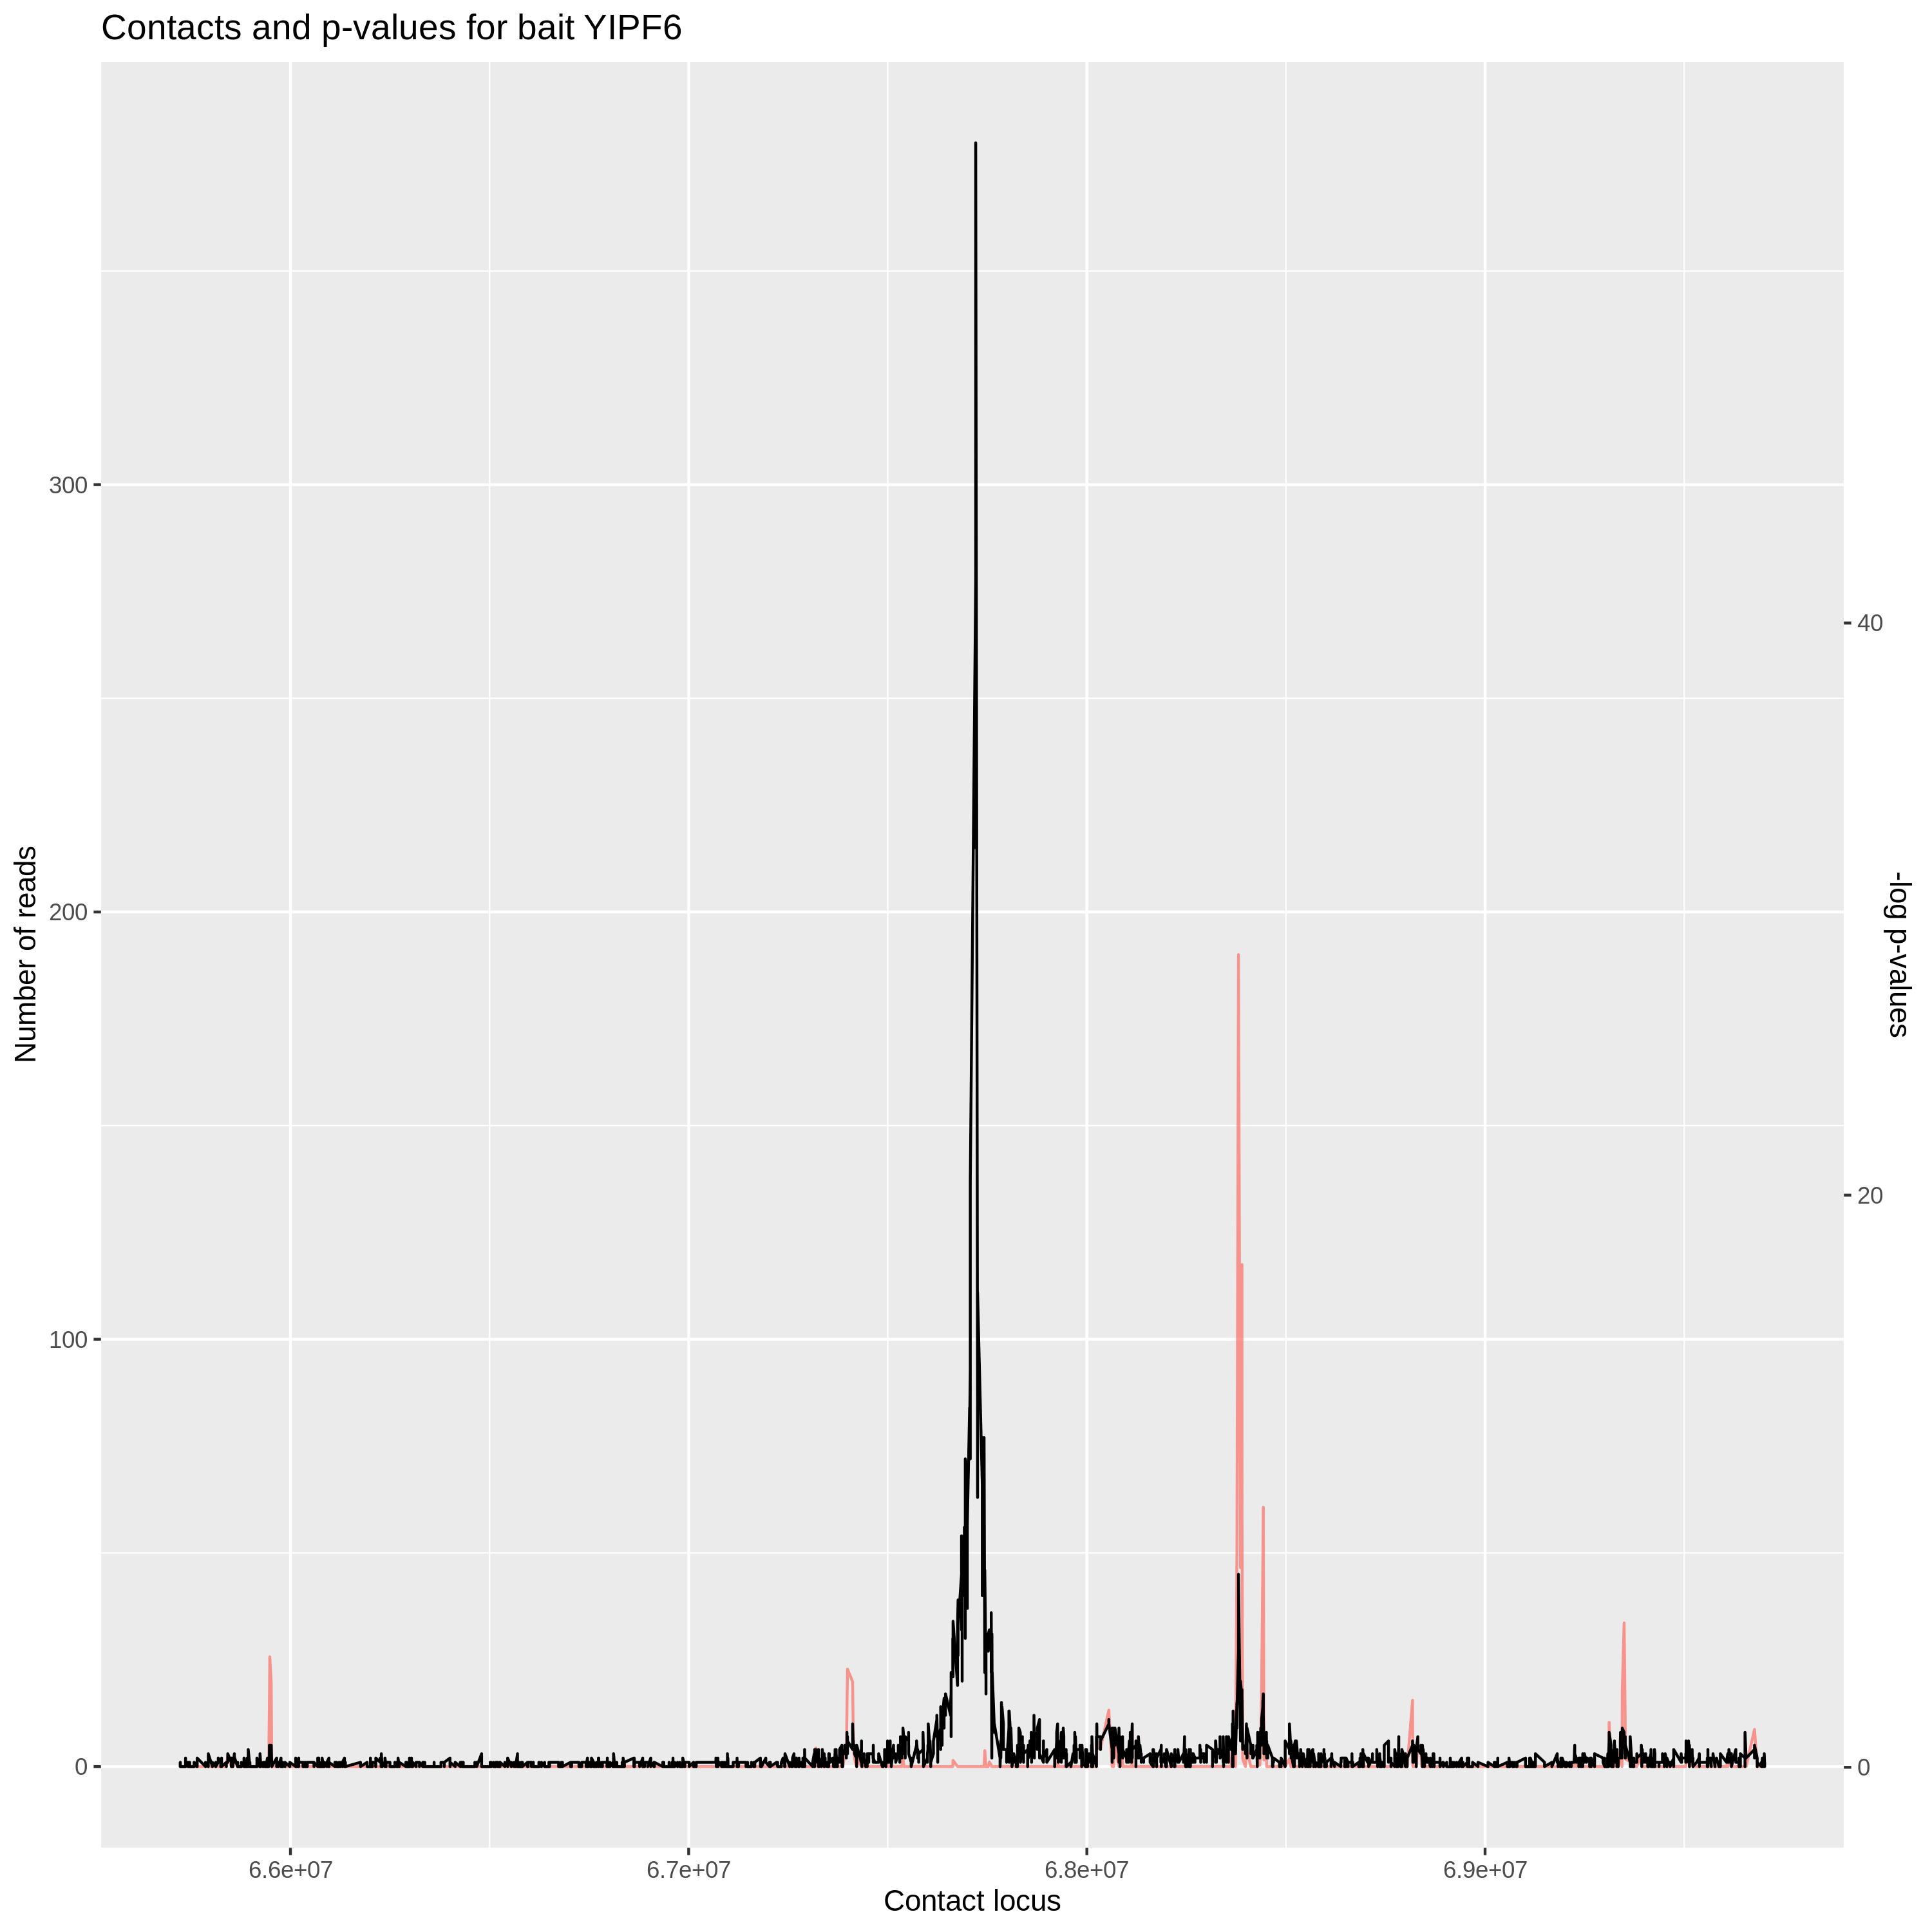 Contacts and p-values for bait YIPF6
300
200
100
0
Number of reads
40
20
0
-log p-values
6.6e+07
6.7e+07
6.8e+07
6.9e+07
Contact locus